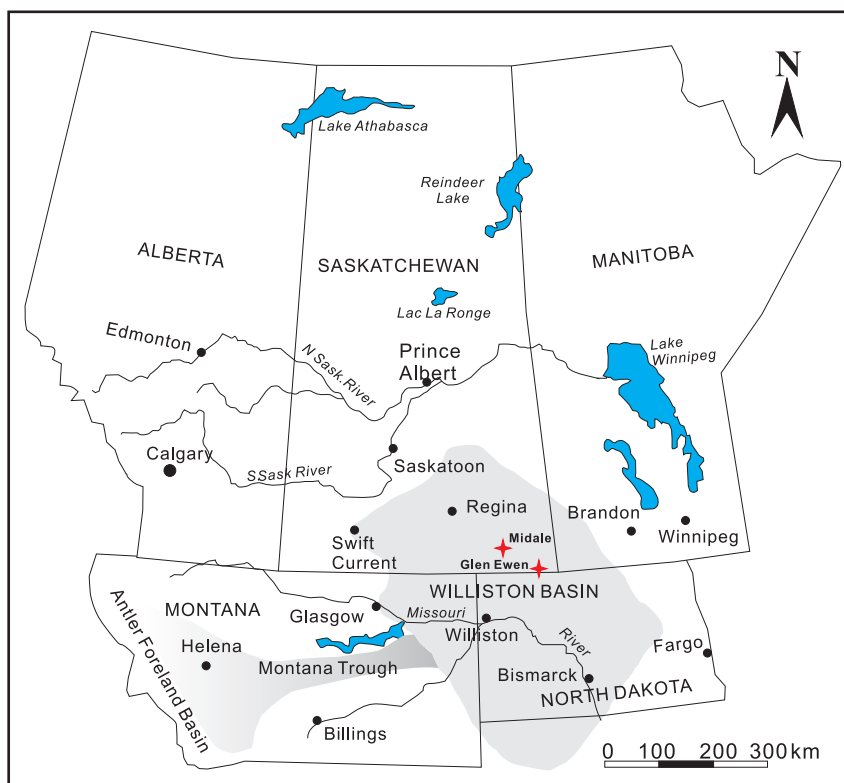 N
Lake Athabasca
Reindeer
Lake
ALBERTA
SASKATCHEWAN
MANITOBA
Lac La Ronge
Edmonton
N Sask. River
Prince
Albert
Lake
Winnipeg
Calgary
S Sask River
Saskatoon
Regina
Brandon
Winnipeg
Swift
Current
Midale
Glen Ewen
WILLISTON BASIN
MONTANA
Glasgow
Missouri
Williston
River
Antler Foreland Basin
Helena
Montana Trough
Fargo
Bismarck
NORTH DAKOTA
Billings
0 100 200 300 km